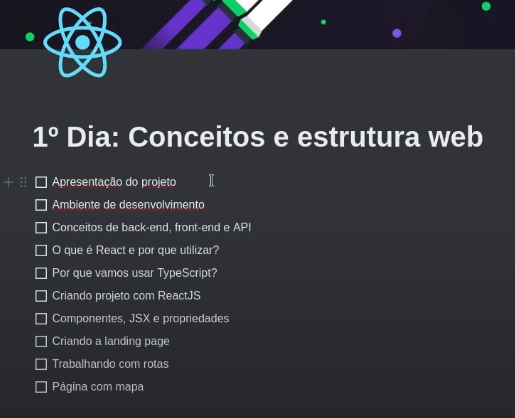 1º Dia: Conceitos e estrutura web
Apresentação do projeto
Ambiente de desenvolvimento
Conceitos de back-end, front-end e API
O que é React e por que utilizar?
Por que vamos usar TypeScript?
Criando projeto com ReactJS
Componentes, JSX e propriedades
Criando a landing page
Trabalhando com rotas
Página com mapa